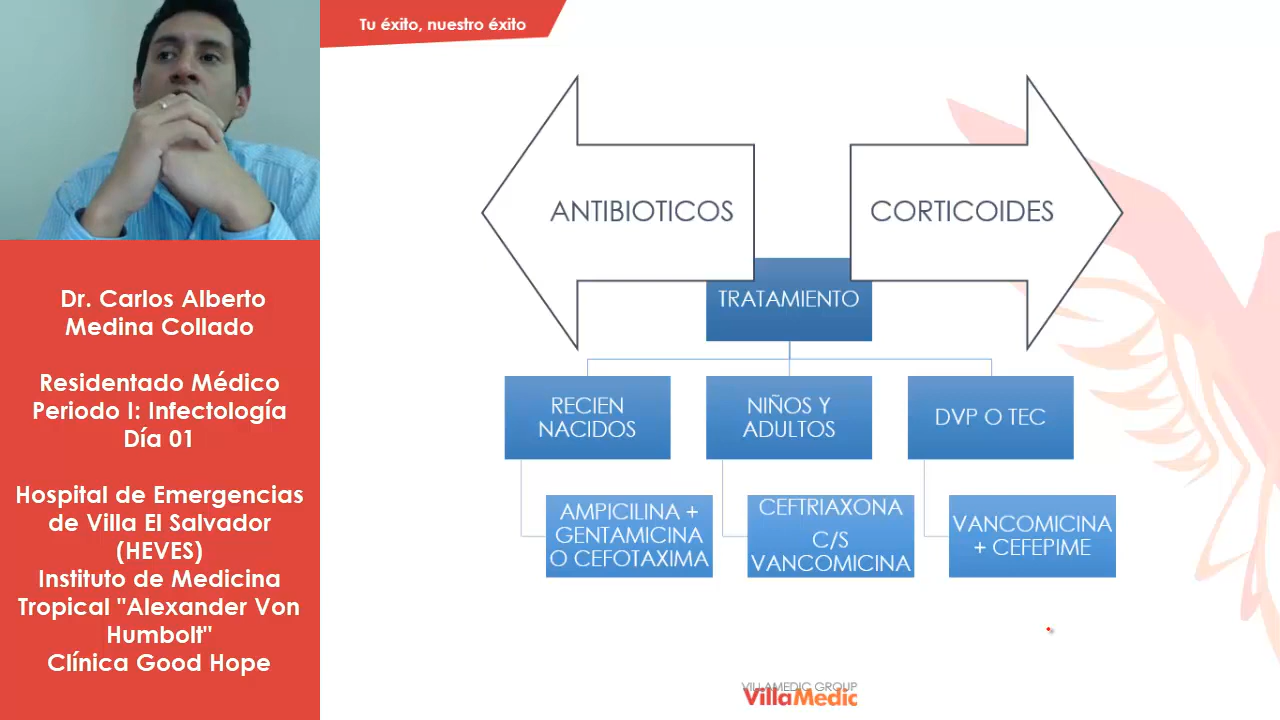 Tu éxito, nuestro éxito
Dr. Carlos Alberto
Medina Collado
Residentado Médico
Periodo I: Infectología
Día 01
Hospital de Emergencias
de Villa El Salvador
(HEVES)
Instituto de Medicina
Tropical "Alexander Von
Humbolt"
Clínica Good Hope
ANTIBIOTICOS
CORTICOIDES
TRATAMIENTO
RECIEN
NACIDOS
NIÑOS Y
ADULTOS
DVP O TEC
AMPICILINA +
GENTAMICINA
O CEFOTAXIMA
CEFTRIAXONA
C/S
VANCOMICINA
VANCOMICINA
+ CEFEPIME
VILLAMEDIC GROUP
VillaMedic